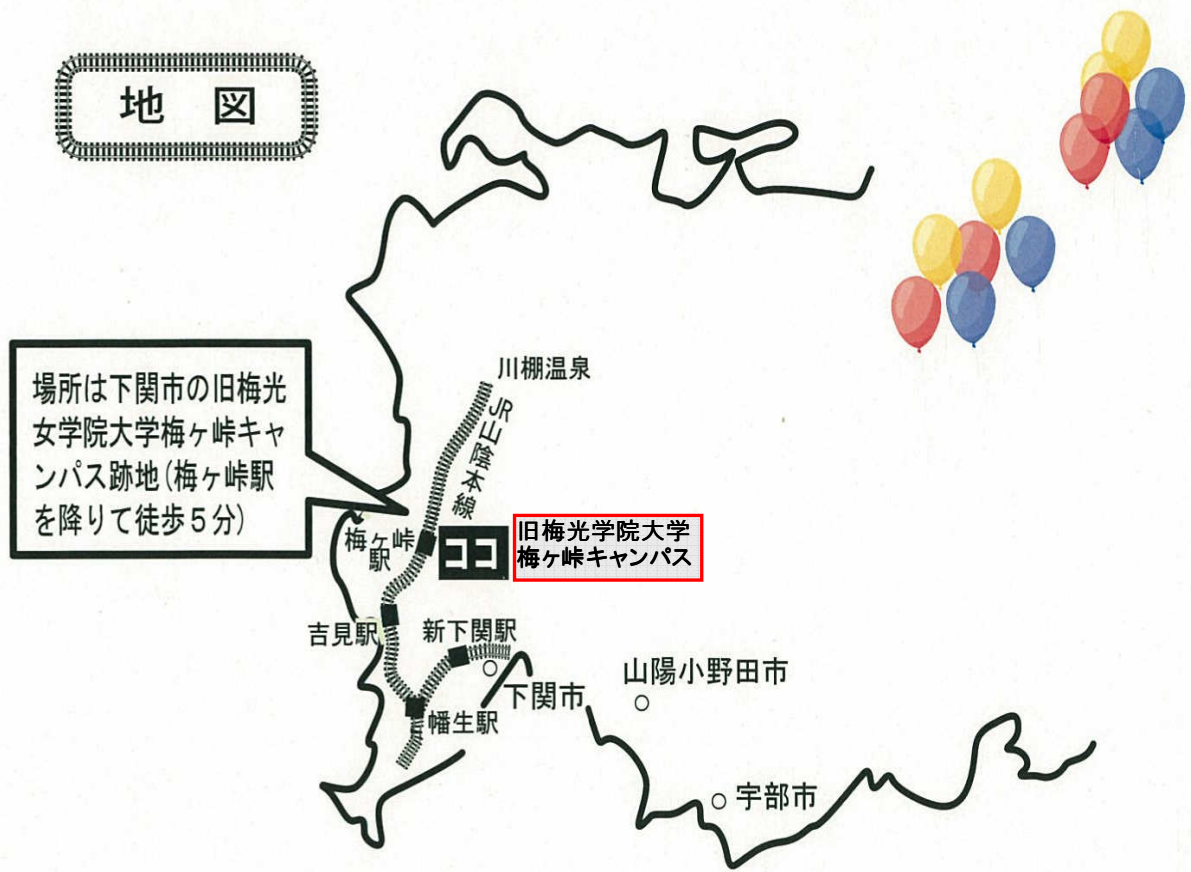 地 図
川棚温泉
JR山陰本線
場所は下関市の旧梅光
女学院大学梅ヶ峠キャ
ンパス跡地(梅ヶ峠駅
を降りて徒歩5分)
梅ヶ峠
駅
ココ
旧梅光学院大学
梅ヶ峠キャンパス
吉見駅
新下関駅
下関市
幡生駅
山陽小野田市
宇部市